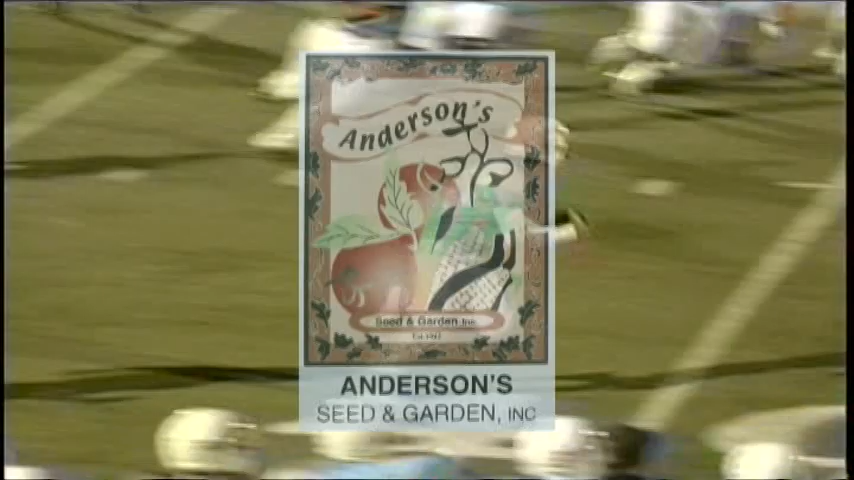 Anderson's
Seed & Garden Inc.
ANDERSON'S
SEED & GARDEN, INC